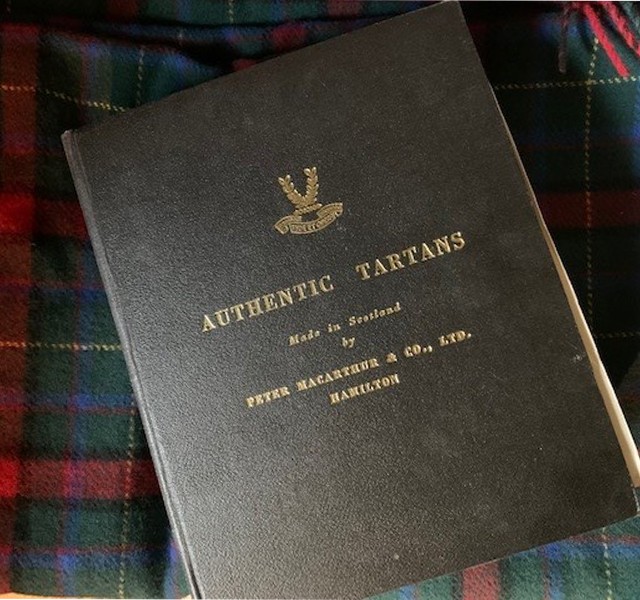 AUTHENTIC TARTANS
Made in Scotland
by
PETER MACARTHUR & CO., LTD.
HAMILTON